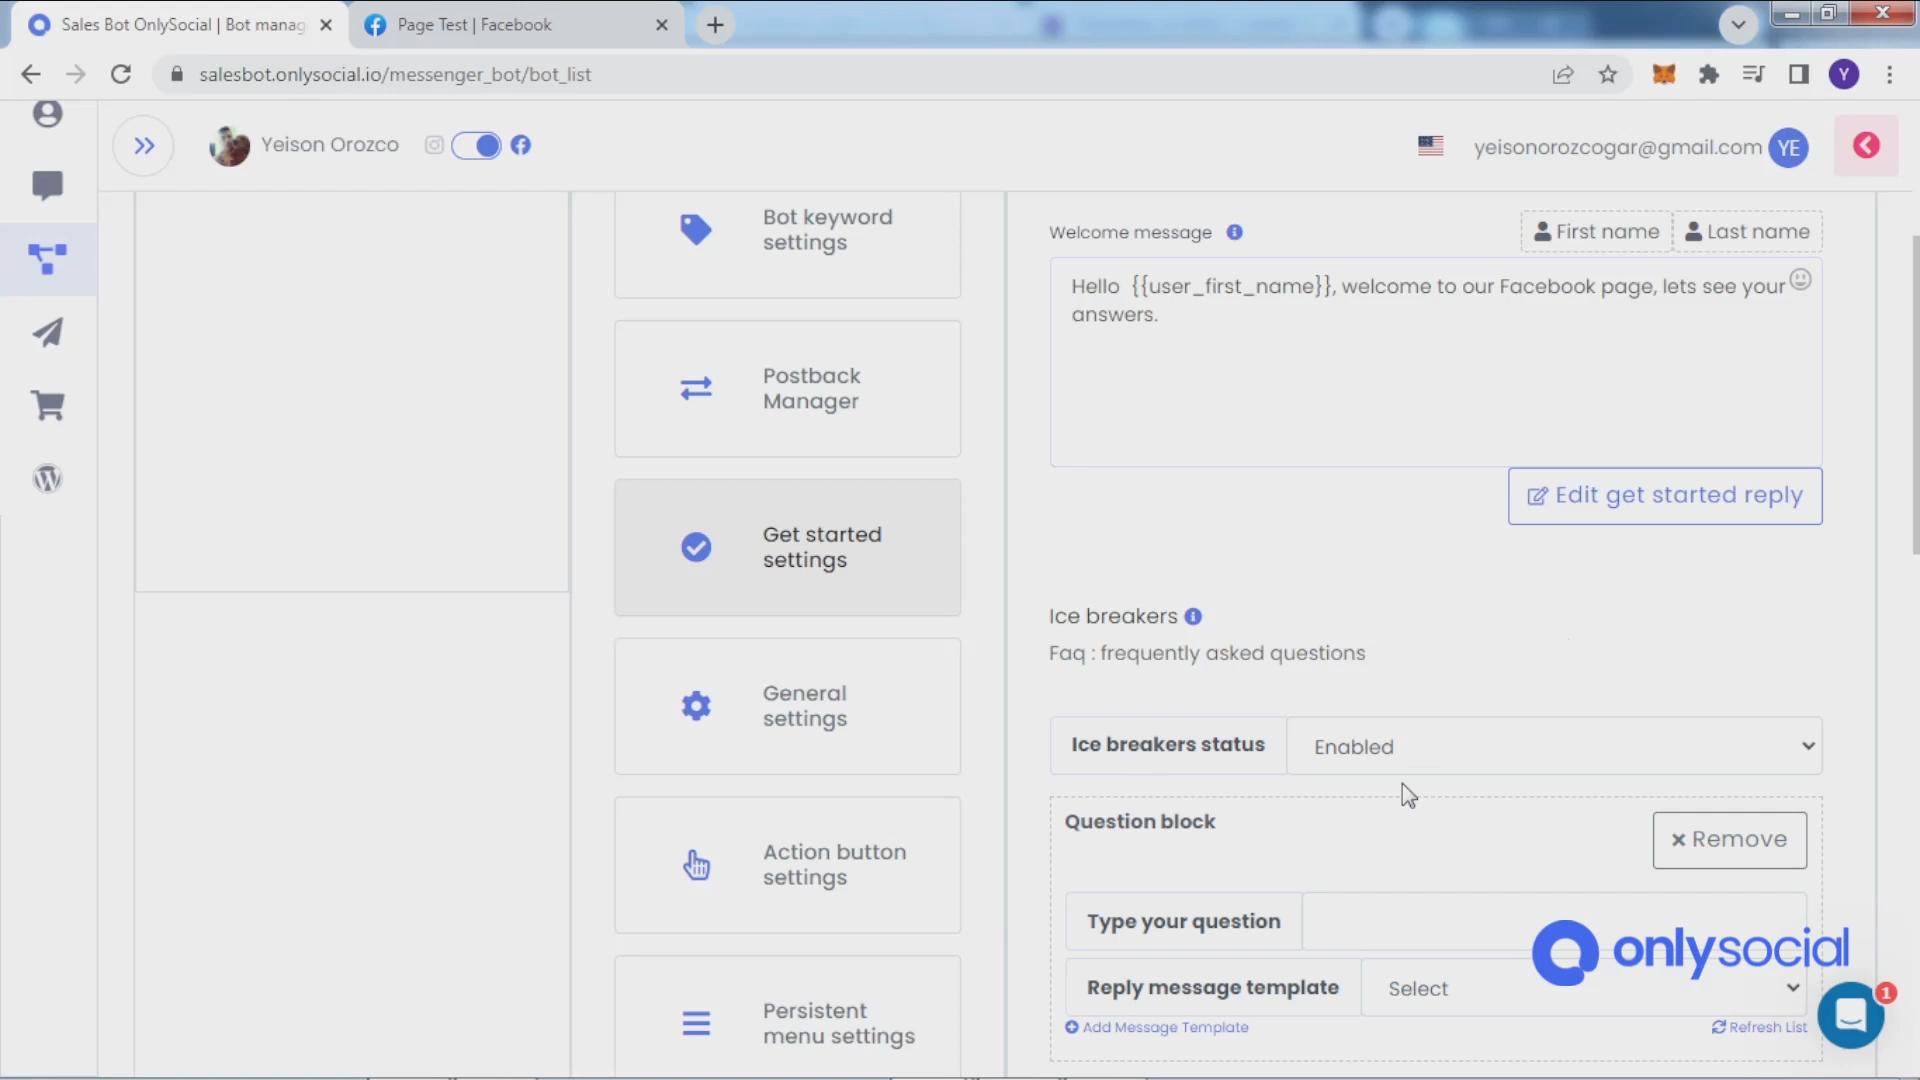 Sales Bot OnlySocial | Bot manag
Page Test | Facebook
salesbot.onlysocial.io/messenger_bot/bot_list
Y
Yeison Orozco
yeisonorozcogar@gmail.com
YE
Bot keyword
settings
Postback
Manager
Get started
settings
General
settings
Action button
settings
Persistent
menu settings
Welcome message
First name
Last name
Hello {{user_first_name}}, welcome to our Facebook page, lets see your
answers.
Edit get started reply
Ice breakers
Faq : frequently asked questions
Ice breakers status
Enabled
Question block
Remove
Type your question
onlysocial
Reply message template
Select
1
Add Message Template
Refresh List